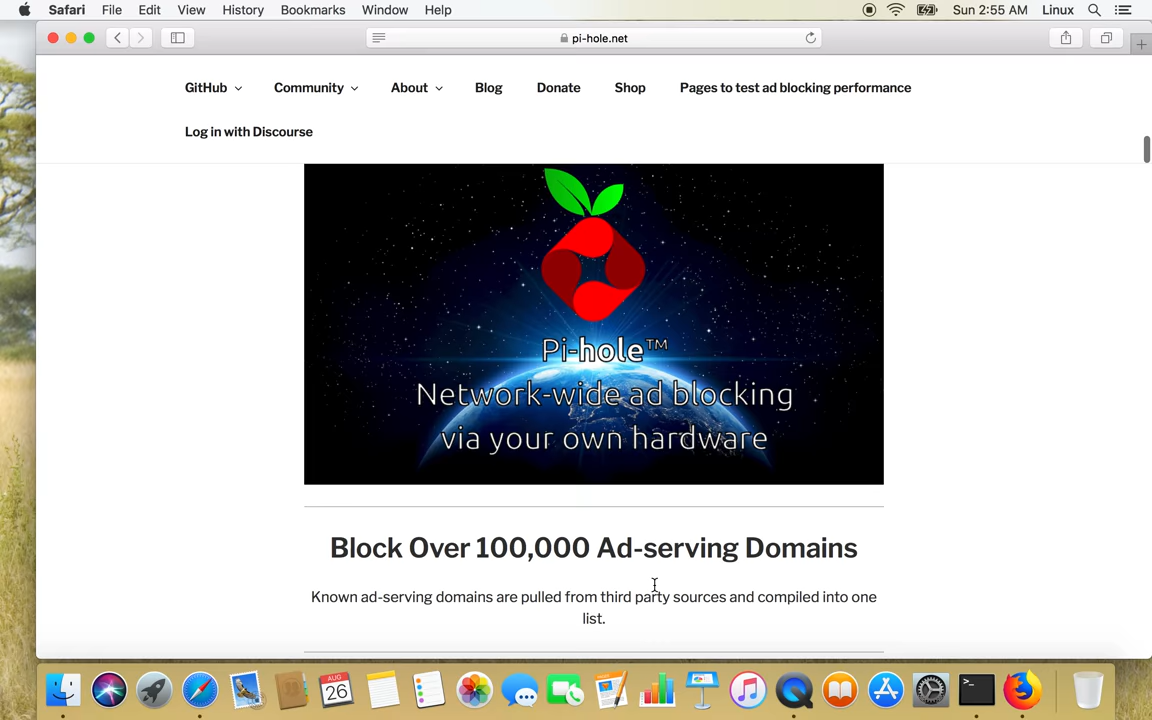 Safari File Edit View History Bookmarks Window Help Sun 2:55 AM Linux
pi-hole.net
GitHub Community About Blog Donate Shop Pages to test ad blocking performance
Log in with Discourse
Pi-hole™
Network-wide ad blocking
via your own hardware
Block Over 100,000 Ad-serving Domains
Known ad-serving domains are pulled from third party sources and compiled into one
list.
AUG
26
>_